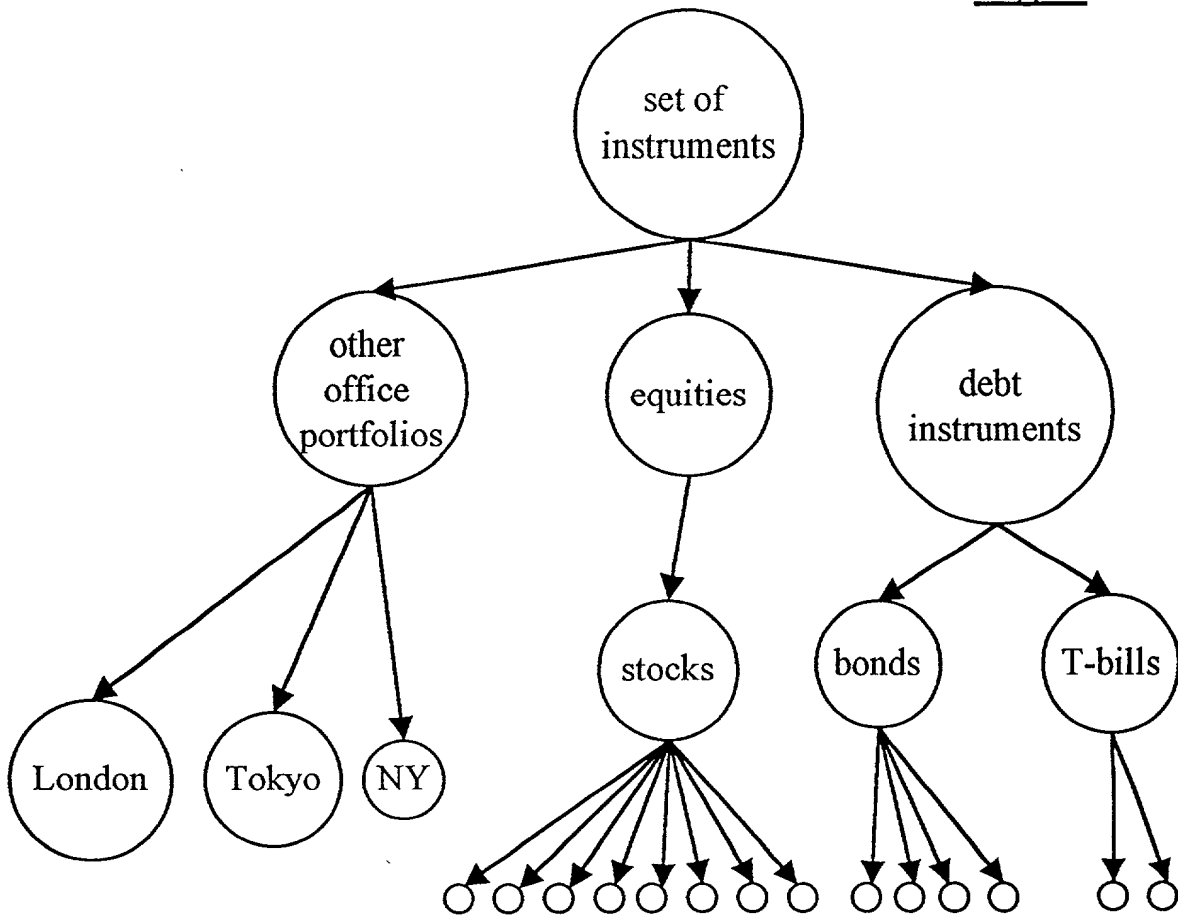 set of
instruments
other
office
portfolios
equities
debt
instruments
stocks
bonds
T-bills
London
Tokyo
NY